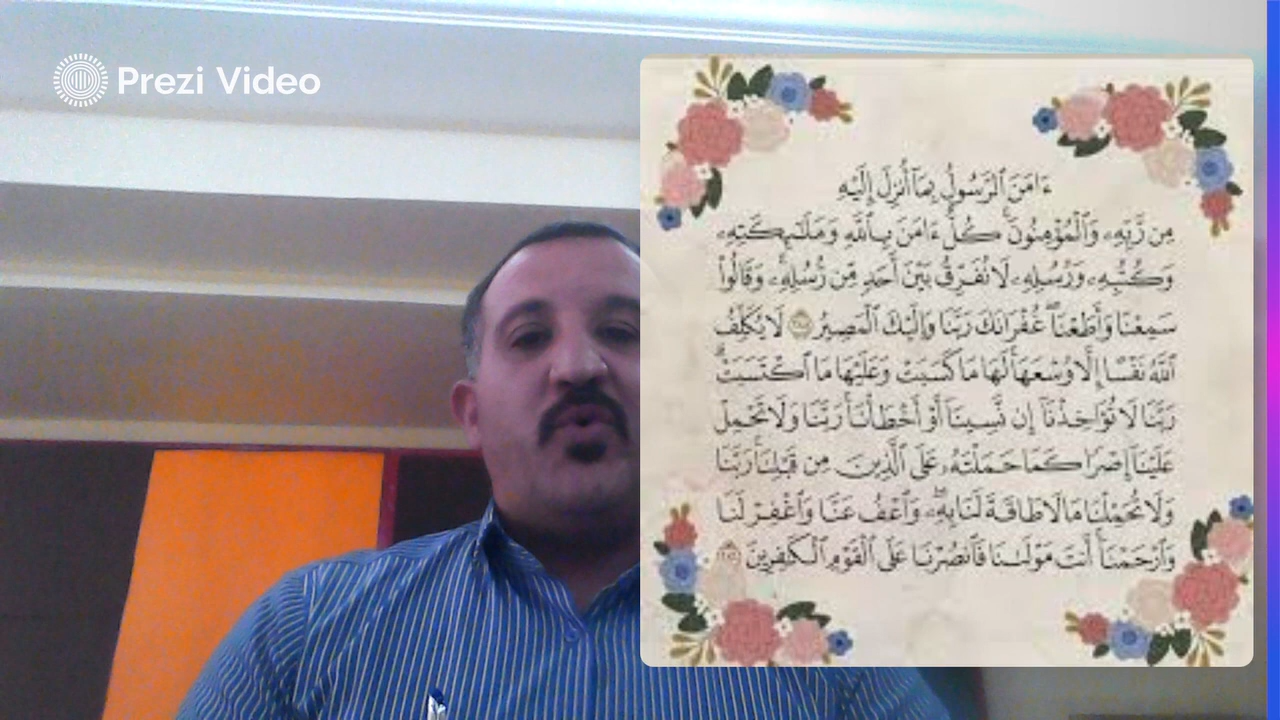 Prezi Video
ءَامَنَ ٱلرَّسُولُ بِمَآ أُنزِلَ إِلَيْهِ
مِن رَّبِّهِۦ وَٱلْمُؤْمِنُونَ ۚ كُلٌّ ءَامَنَ بِٱللَّهِ وَمَلَـٰٓئِكَتِهِۦ
وَكُتُبِهِۦ وَرُسُلِهِۦ لَا نُفَرِّقُ بَيْنَ أَحَدٍ مِّن رُّسُلِهِۦ ۚ وَقَالُوا۟
سَمِعْنَا وَأَطَعْنَا ۖ غُفْرَانَكَ رَبَّنَا وَإِلَيْكَ ٱلْمَصِيرُ ۝ لَا يُكَلِّفُ
ٱللَّهُ نَفْسًا إِلَّا وُسْعَهَا ۚ لَهَا مَا كَسَبَتْ وَعَلَيْهَا مَا ٱكْتَسَبَتْ ۗ
رَبَّنَا لَا تُؤَاخِذْنَآ إِن نَّسِينَآ أَوْ أَخْطَأْنَا ۚ رَبَّنَا وَلَا تَحْمِلْ
عَلَيْنَآ إِصْرًا كَمَا حَمَلْتَهُۥ عَلَى ٱلَّذِينَ مِن قَبْلِنَا ۚ رَبَّنَا
وَلَا تُحَمِّلْنَا مَا لَا طَاقَةَ لَنَا بِهِۦ ۖ وَٱعْفُ عَنَّا وَٱغْفِرْ لَنَا
وَٱرْحَمْنَآ ۚ أَنتَ مَوْلَىٰنَا فَٱنصُرْنَا عَلَى ٱلْقَوْمِ ٱلْكَـٰفِرِينَ